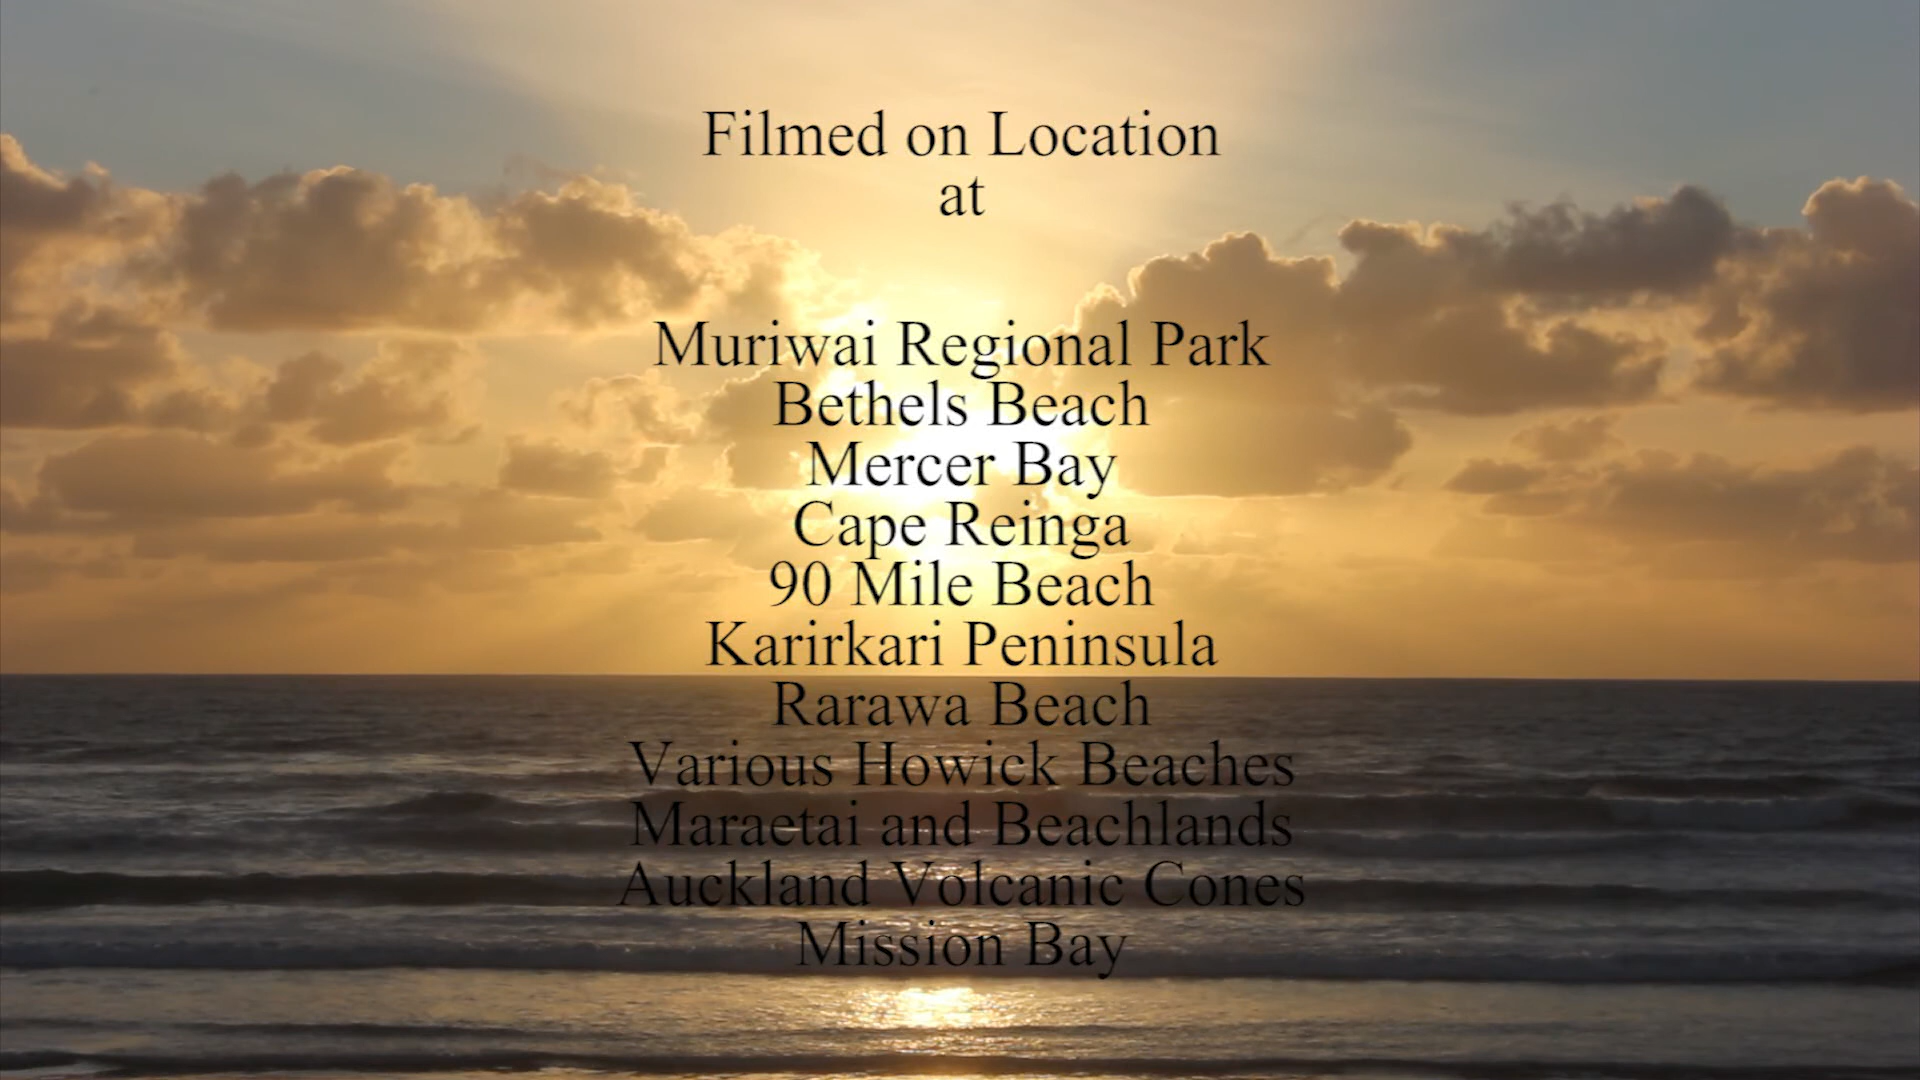 Filmed on Location
at
Muriwai Regional Park
Bethels Beach
Mercer Bay
Cape Reinga
90 Mile Beach
Karirkari Peninsula
Rarawa Beach
Various Howick Beaches
Maraetai and Beachlands
Auckland Volcanic Cones
Mission Bay